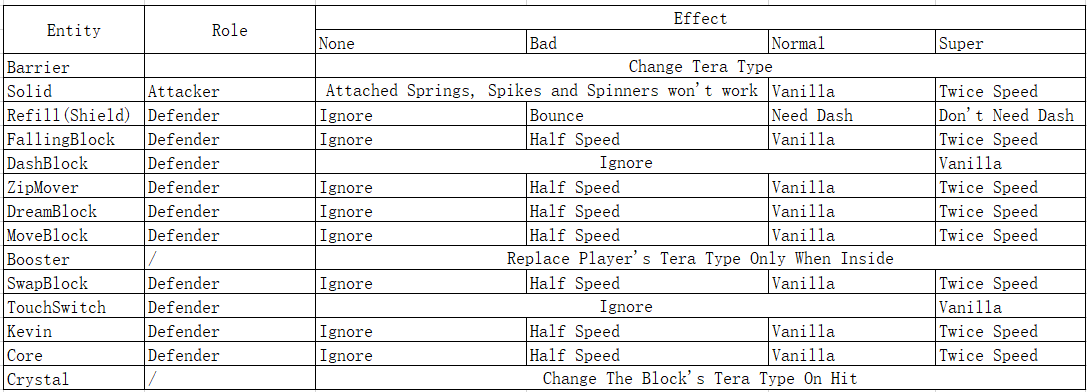 Entity Role Effect
None Bad Normal Super
Barrier Change Tera Type
Solid Attacker Attached Springs, Spikes and Spinners won't work Vanilla Twice Speed
Refill(Shield) Defender Ignore Bounce Need Dash Don't Need Dash
FallingBlock Defender Ignore Half Speed Vanilla Twice Speed
DashBlock Defender Ignore Vanilla
ZipMover Defender Ignore Half Speed Vanilla Twice Speed
DreamBlock Defender Ignore Half Speed Vanilla Twice Speed
MoveBlock Defender Ignore Half Speed Vanilla Twice Speed
Booster / Replace Player's Tera Type Only When Inside
SwapBlock Defender Ignore Half Speed Vanilla Twice Speed
TouchSwitch Defender Ignore Vanilla
Kevin Defender Ignore Half Speed Vanilla Twice Speed
Core Defender Ignore Half Speed Vanilla Twice Speed
Crystal / Change The Block's Tera Type On Hit